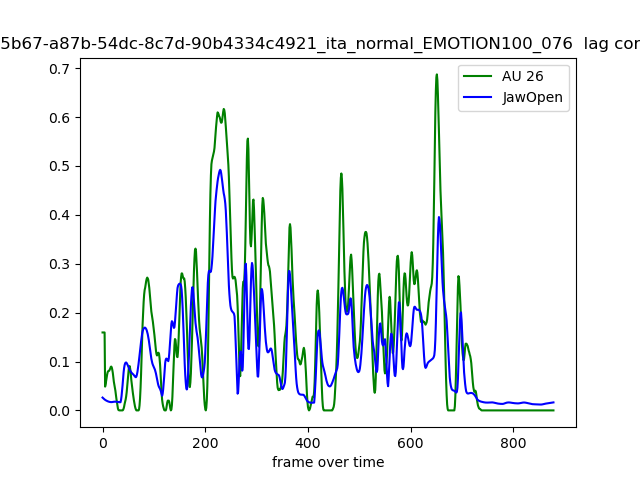 5b67-a87b-54dc-8c7d-90b4334c4921_ita_normal_EMOTION100_076 lag cor
AU 26
JawOpen
0.7
0.6
0.5
0.4
0.3
0.2
0.1
0.0
0 200 400 600 800
frame over time